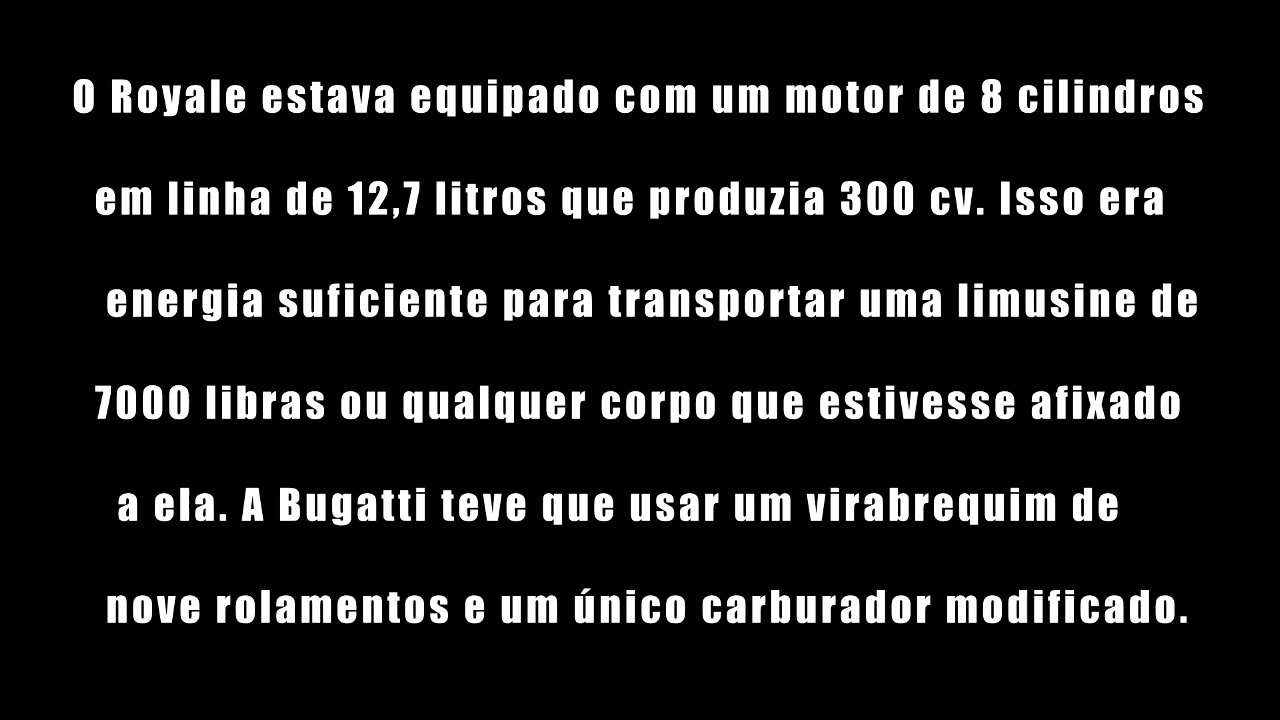 O Royale estava equipado com um motor de 8 cilindros
em linha de 12,7 litros que produzia 300 cv. Isso era
energia suficiente para transportar uma limusine de
7000 libras ou qualquer corpo que estivesse afixado
a ela. A Bugatti teve que usar um virabrequim de
nove rolamentos e um único carburador modificado.